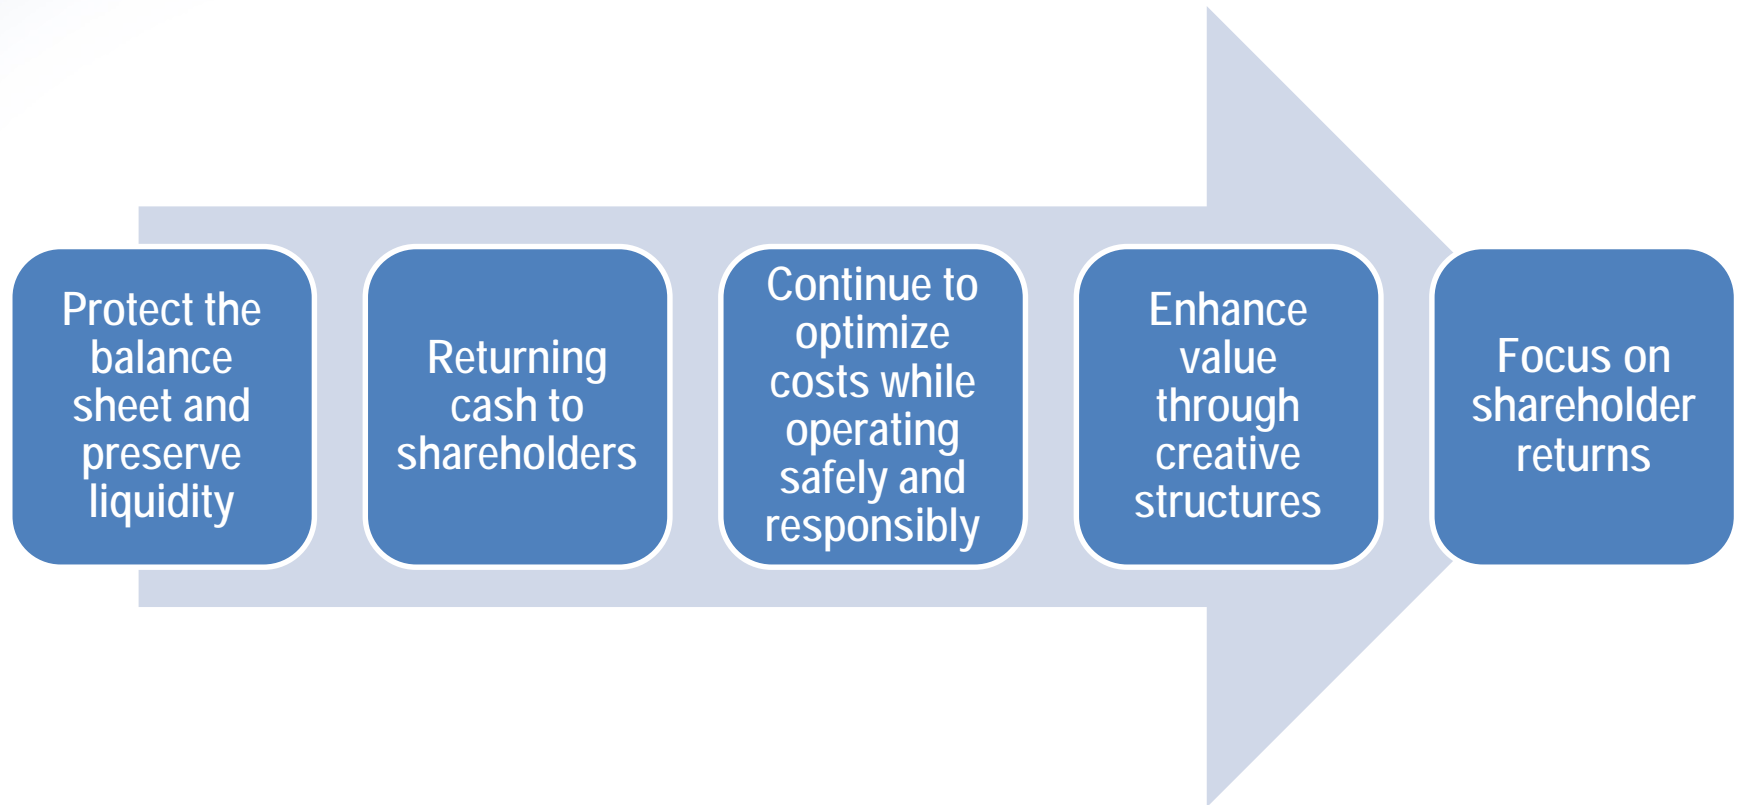 Protect the
balance
sheet and
preserve
liquidity
Returning
cash to
shareholders
Continue to
optimize
costs while
operating
safely and
responsibly
Enhance
value
through
creative
structures
Focus on
shareholder
returns